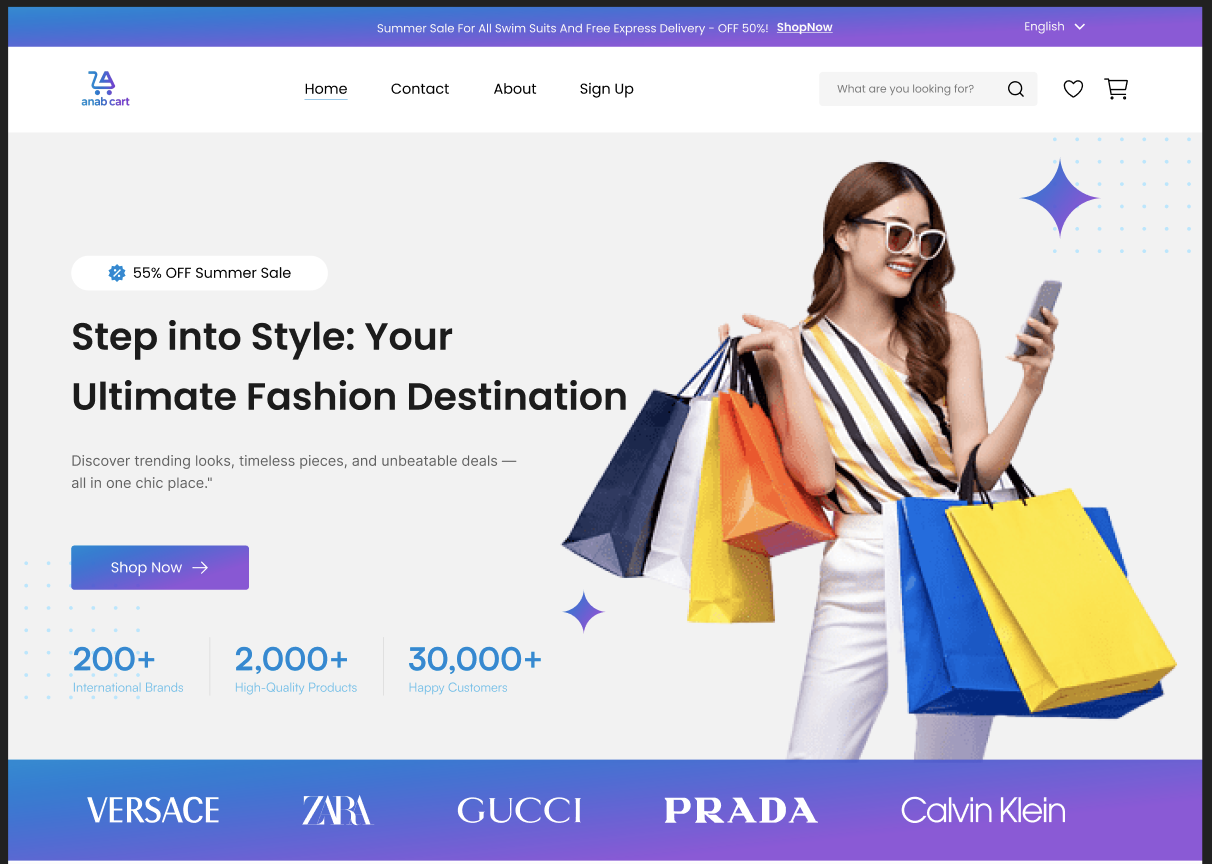 Summer Sale For All Swim Suits And Free Express Delivery - OFF 50%! ShopNow
English
anab cart
Home
Contact
About
Sign Up
What are you looking for?
55% OFF Summer Sale
Step into Style: Your
Ultimate Fashion Destination
Discover trending looks, timeless pieces, and unbeatable deals —
all in one chic place."
Shop Now
200+
International Brands
2,000+
High-Quality Products
30,000+
Happy Customers
VERSACE
ZARA
GUCCI
PRADA
Calvin Klein